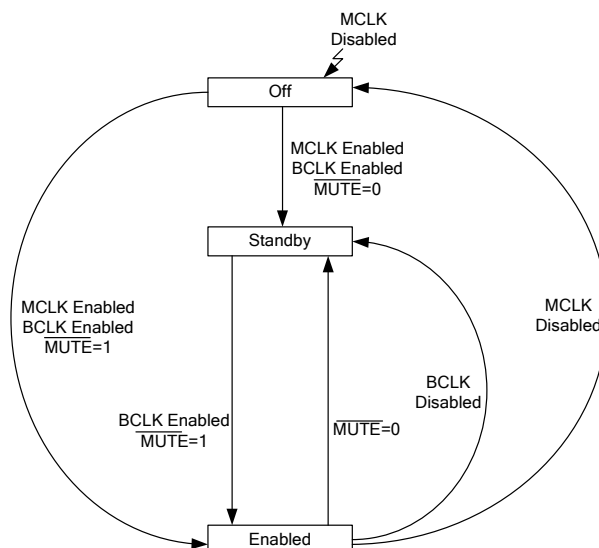 MCLK
Disabled
Off
MCLK Enabled
BCLK Enabled
MUTE=0
Standby
MCLK Enabled
BCLK Enabled
MUTE=1
MCLK
Disabled
BCLK
Disabled
BCLK Enabled
MUTE=1
MUTE=0
Enabled